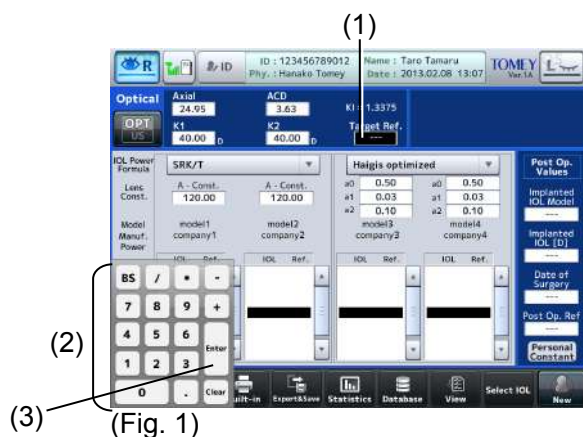 (1)
R
ID
ID : 123456789012 Name : Taro Tamaru
Phy. : Hanako Tomey Date : 2013.02.08 13:07
TOMEY
Ver.1A
L
Optical
OPT
US
Axial
24.95
ACD
3.63
KI : 1.3375
K1
40.00 D
K2
40.00 D
Target Ref.
---
IOL Power
Formula
SRK/T
Haigis optimized
Lens
Const.
A - Const.
120.00
A - Const.
120.00
a0 0.50 a0 0.50
a1 0.03 a1 0.03
a2 0.10 a2 0.10
Model
Manuf.
Power
model1
company1
model2
company2
model3
company3
model4
company4
IOL Ref. IOL Ref. IOL Ref. IOL Ref.
Post Op.
Values
Implanted
IOL Model
---
Implanted
IOL [D]
---
Date of
Surgery
---
Post Op. Ref
---
Personal
Constant
(2)
BS / * -
7 8 9 +
4 5 6
Enter
1 2 3
0 . Clear
(3)
uilt-in
Export&Save
Statistics
Database
View
Select IOL
New
(Fig. 1)